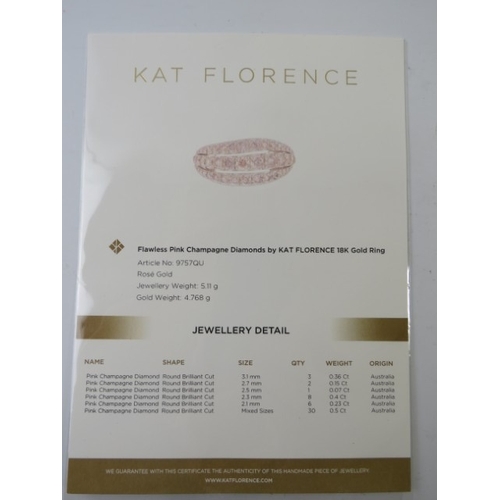 KAT FLORENCE
Flawless Pink Champagne Diamonds by KAT FLORENCE 18K Gold Ring
Article No: 9757QU
Rosé Gold
Jewellery Weight: 5.11 g
Gold Weight: 4.768 g
JEWELLERY DETAIL
NAME SHAPE SIZE QTY WEIGHT ORIGIN
Pink Champagne Diamond Round Brilliant Cut 3.1 mm 3 0.36 Ct Australia
Pink Champagne Diamond Round Brilliant Cut 2.7 mm 2 0.15 Ct Australia
Pink Champagne Diamond Round Brilliant Cut 2.5 mm 1 0.07 Ct Australia
Pink Champagne Diamond Round Brilliant Cut 2.3 mm 8 0.4 Ct Australia
Pink Champagne Diamond Round Brilliant Cut 2.1 mm 6 0.23 Ct Australia
Pink Champagne Diamond Round Brilliant Cut Mixed Sizes 30 0.5 Ct Australia
WE GUARANTEE WITH THIS CERTIFICATE THE AUTHENTICITY OF THIS HANDMADE PIECE OF JEWELLERY.
WWW.KATFLORENCE.COM